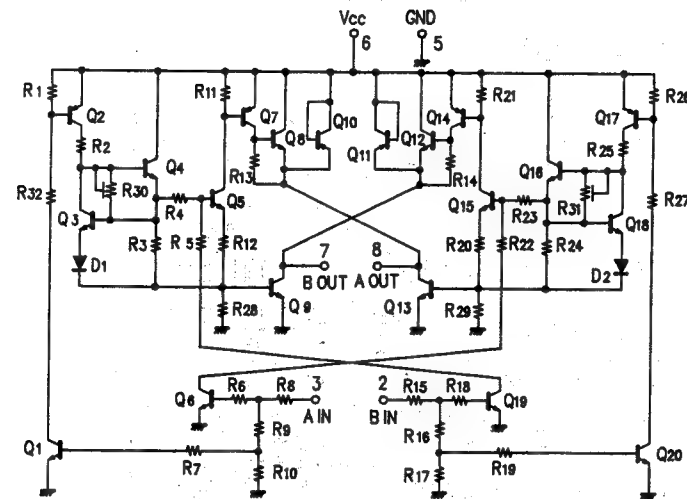 Vcc GND
6 5
R1 Q2 R11 Q7 Q8 Q10 Q14 R21 Q17 R26
R2 Q4 R13 Q11 Q12 R14 Q16 R25
R32 R30 R4 Q5 Q15 R23 R31 R27
Q3 R3 R5 R12 R20 R22 R24 Q18
D1 7 8 D2
B OUT A OUT
R28 Q9 Q13 R29
Q6 R6 R8 3 2 R15 R18 Q19
A IN B IN
R9 R16
Q1 R7 R10 R17 R19 Q20